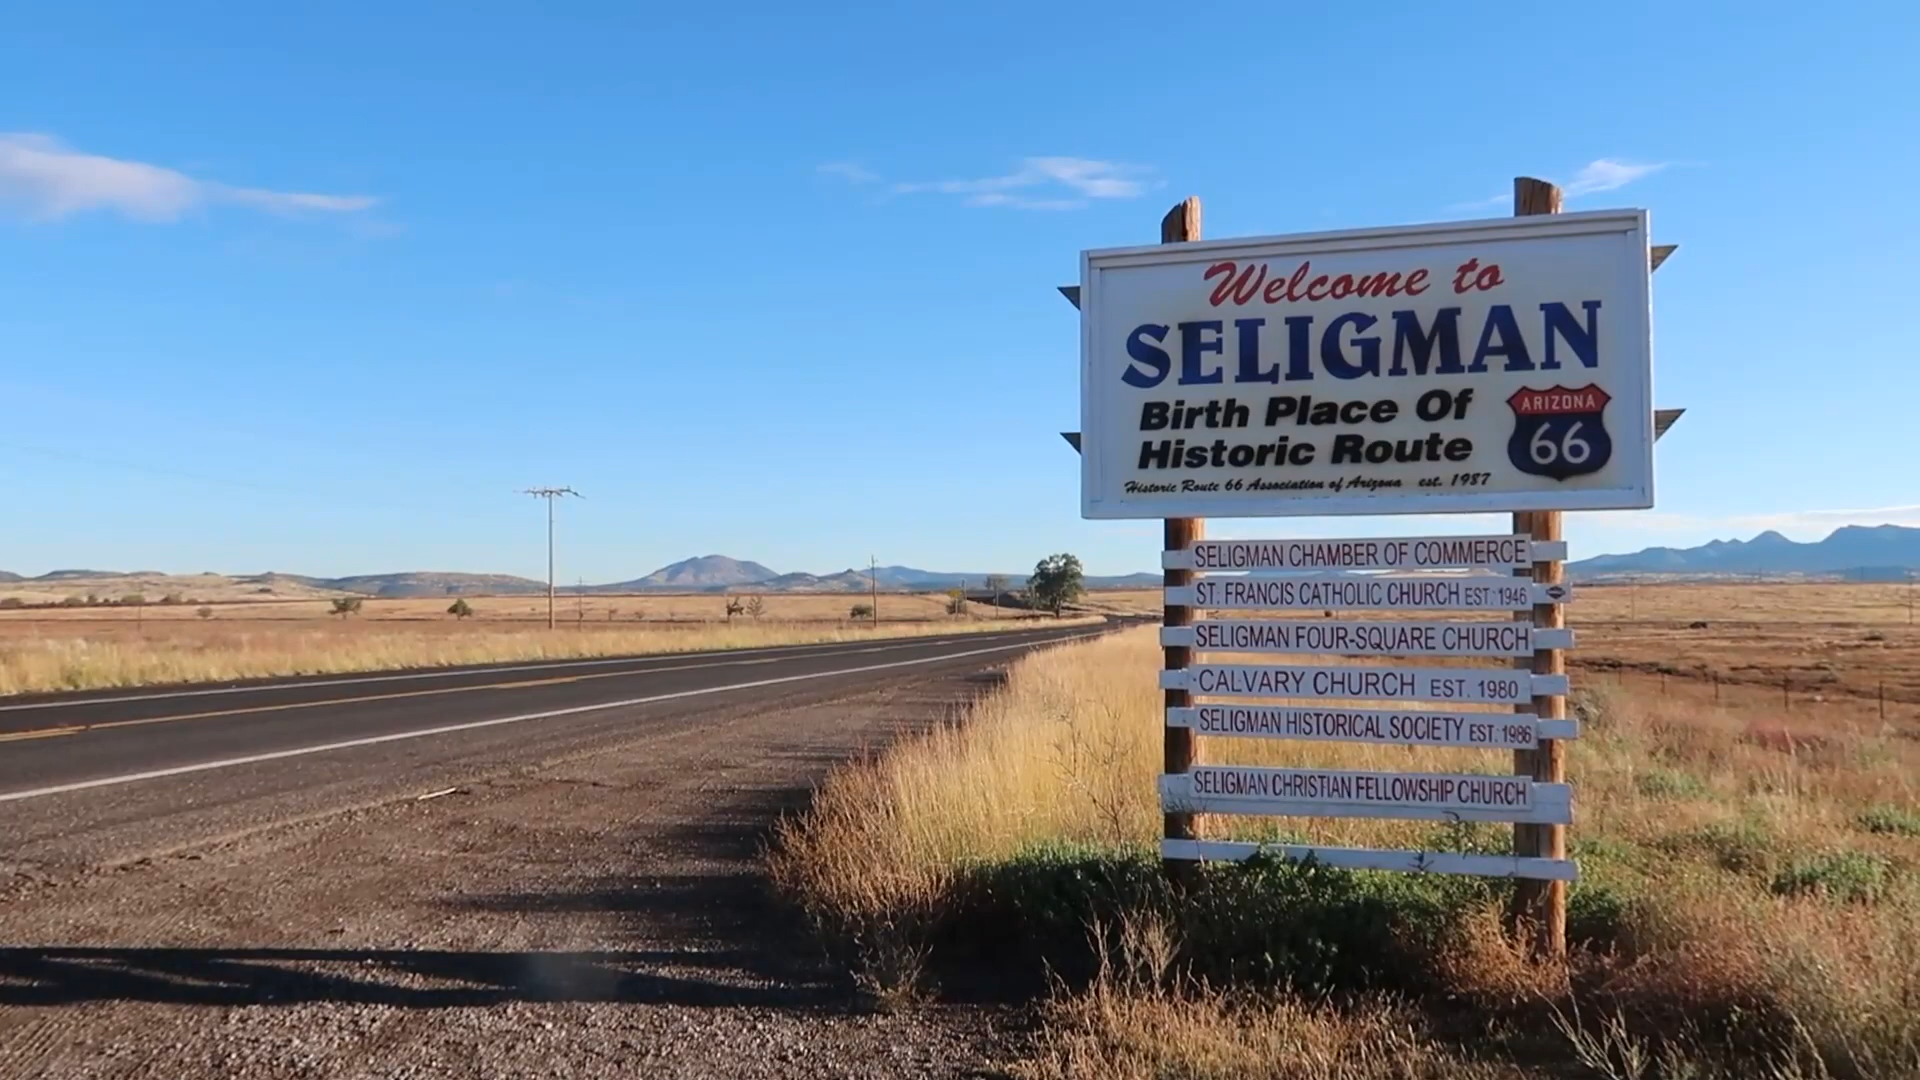 Welcome to
SELIGMAN
Birth Place Of
Historic Route
ARIZONA
66
Historic Route 66 Association of Arizona est. 1987
SELIGMAN CHAMBER OF COMMERCE
ST. FRANCIS CATHOLIC CHURCH EST. 1946
SELIGMAN FOUR-SQUARE CHURCH
CALVARY CHURCH EST. 1980
SELIGMAN HISTORICAL SOCIETY EST. 1986
SELIGMAN CHRISTIAN FELLOWSHIP CHURCH